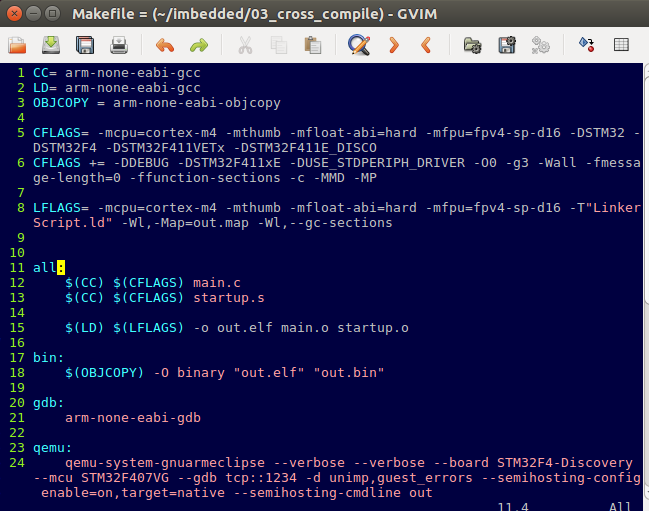 Makefile = (~/imbedded/03_cross_compile) - GVIM
1 CC= arm-none-eabi-gcc
2 LD= arm-none-eabi-gcc
3 OBJCOPY = arm-none-eabi-objcopy
4
5 CFLAGS= -mcpu=cortex-m4 -mthumb -mfloat-abi=hard -mfpu=fpv4-sp-d16 -DSTM32 -
DSTM32F4 -DSTM32F411VETx -DSTM32F411E_DISCO
6 CFLAGS += -DDEBUG -DSTM32F411xE -DUSE_STDPERIPH_DRIVER -O0 -g3 -Wall -fmessa
ge-length=0 -ffunction-sections -c -MMD -MP
7
8 LFLAGS= -mcpu=cortex-m4 -mthumb -mfloat-abi=hard -mfpu=fpv4-sp-d16 -T"Linker
Script.ld" -Wl,-Map=out.map -Wl,--gc-sections
9
10
11 all:
12 $(CC) $(CFLAGS) main.c
13 $(CC) $(CFLAGS) startup.s
14
15 $(LD) $(LFLAGS) -o out.elf main.o startup.o
16
17 bin:
18 $(OBJCOPY) -O binary "out.elf" "out.bin"
19
20 gdb:
21 arm-none-eabi-gdb
22
23 qemu:
24 qemu-system-gnuarmeclipse --verbose --verbose --board STM32F4-Discovery
--mcu STM32F407VG --gdb tcp::1234 -d unimp,guest_errors --semihosting-config
enable=on,target=native --semihosting-cmdline out
11,4 All